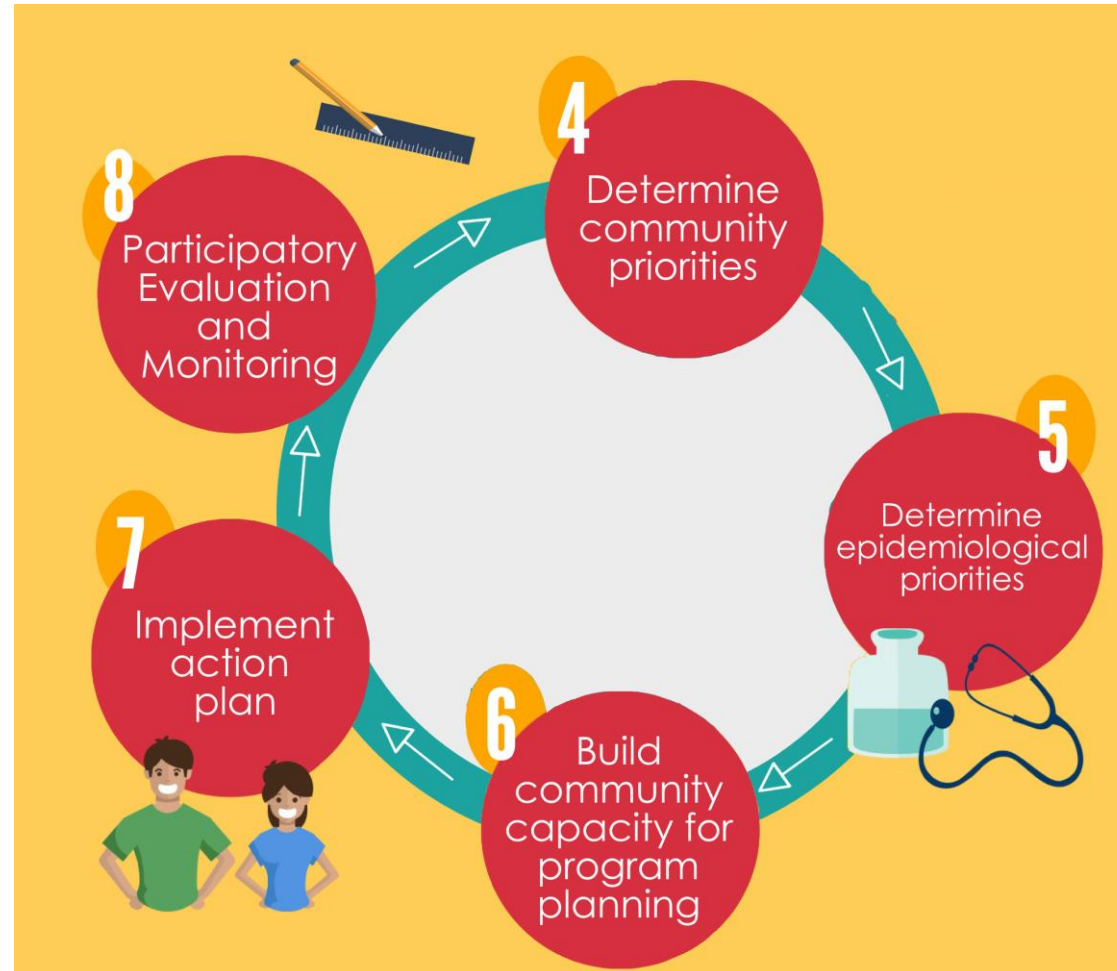 4
Determine
community
priorities
5
Determine
epidemiological
priorities
6
Build
community
capacity for
program
planning
7
Implement
action
plan
8
Participatory
Evaluation
and
Monitoring